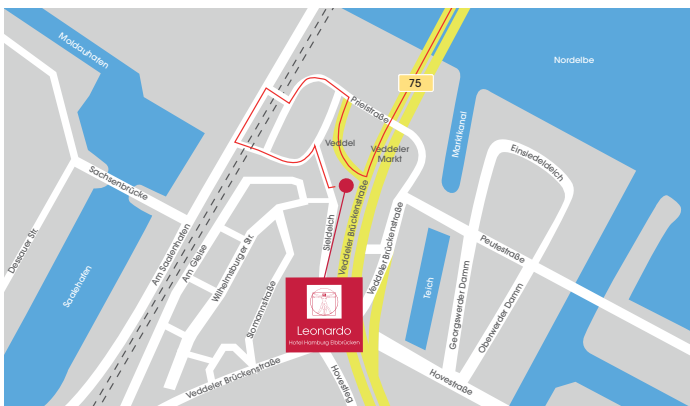 Moldauhafen
Nordelbe
75
Prielstraße
Marktkanal
Veddel
Veddeler
Markt
Einsiedeldeich
Sachsenbrücke
Dessauer Str.
Saalehafen
Am Saalehafen
Am Gleise
Wilhelmsburger Str.
Sieldeich
Veddeler Brückenstraße
Veddeler Brückenstraße
Peutestraße
Teich
Georgswerder Damm
Oberwerder Damm
Slomannstraße
Leonardo
Hotel Hamburg Elbbrücken
Veddeler Brückenstraße
Hovestieg
Hovestraße